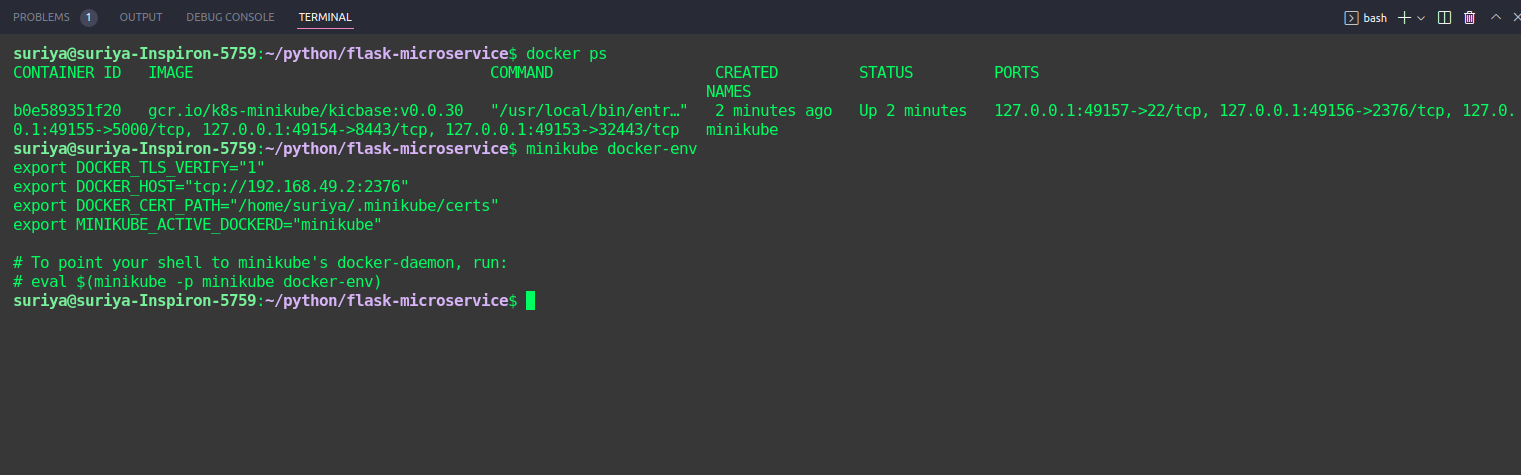 PROBLEMS 1 OUTPUT DEBUG CONSOLE TERMINAL bash
suriya@suriya-Inspiron-5759:~/python/flask-microservice$ docker ps
CONTAINER ID   IMAGE                                 COMMAND                  CREATED         STATUS         PORTS
                                                                             NAMES
b0e589351f20   gcr.io/k8s-minikube/kicbase:v0.0.30   "/usr/local/bin/entr…"   2 minutes ago   Up 2 minutes   127.0.0.1:49157->22/tcp, 127.0.0.1:49156->2376/tcp, 127.0.
0.1:49155->5000/tcp, 127.0.0.1:49154->8443/tcp, 127.0.0.1:49153->32443/tcp   minikube
suriya@suriya-Inspiron-5759:~/python/flask-microservice$ minikube docker-env
export DOCKER_TLS_VERIFY="1"
export DOCKER_HOST="tcp://192.168.49.2:2376"
export DOCKER_CERT_PATH="/home/suriya/.minikube/certs"
export MINIKUBE_ACTIVE_DOCKERD="minikube"

# To point your shell to minikube's docker-daemon, run:
# eval $(minikube -p minikube docker-env)
suriya@suriya-Inspiron-5759:~/python/flask-microservice$